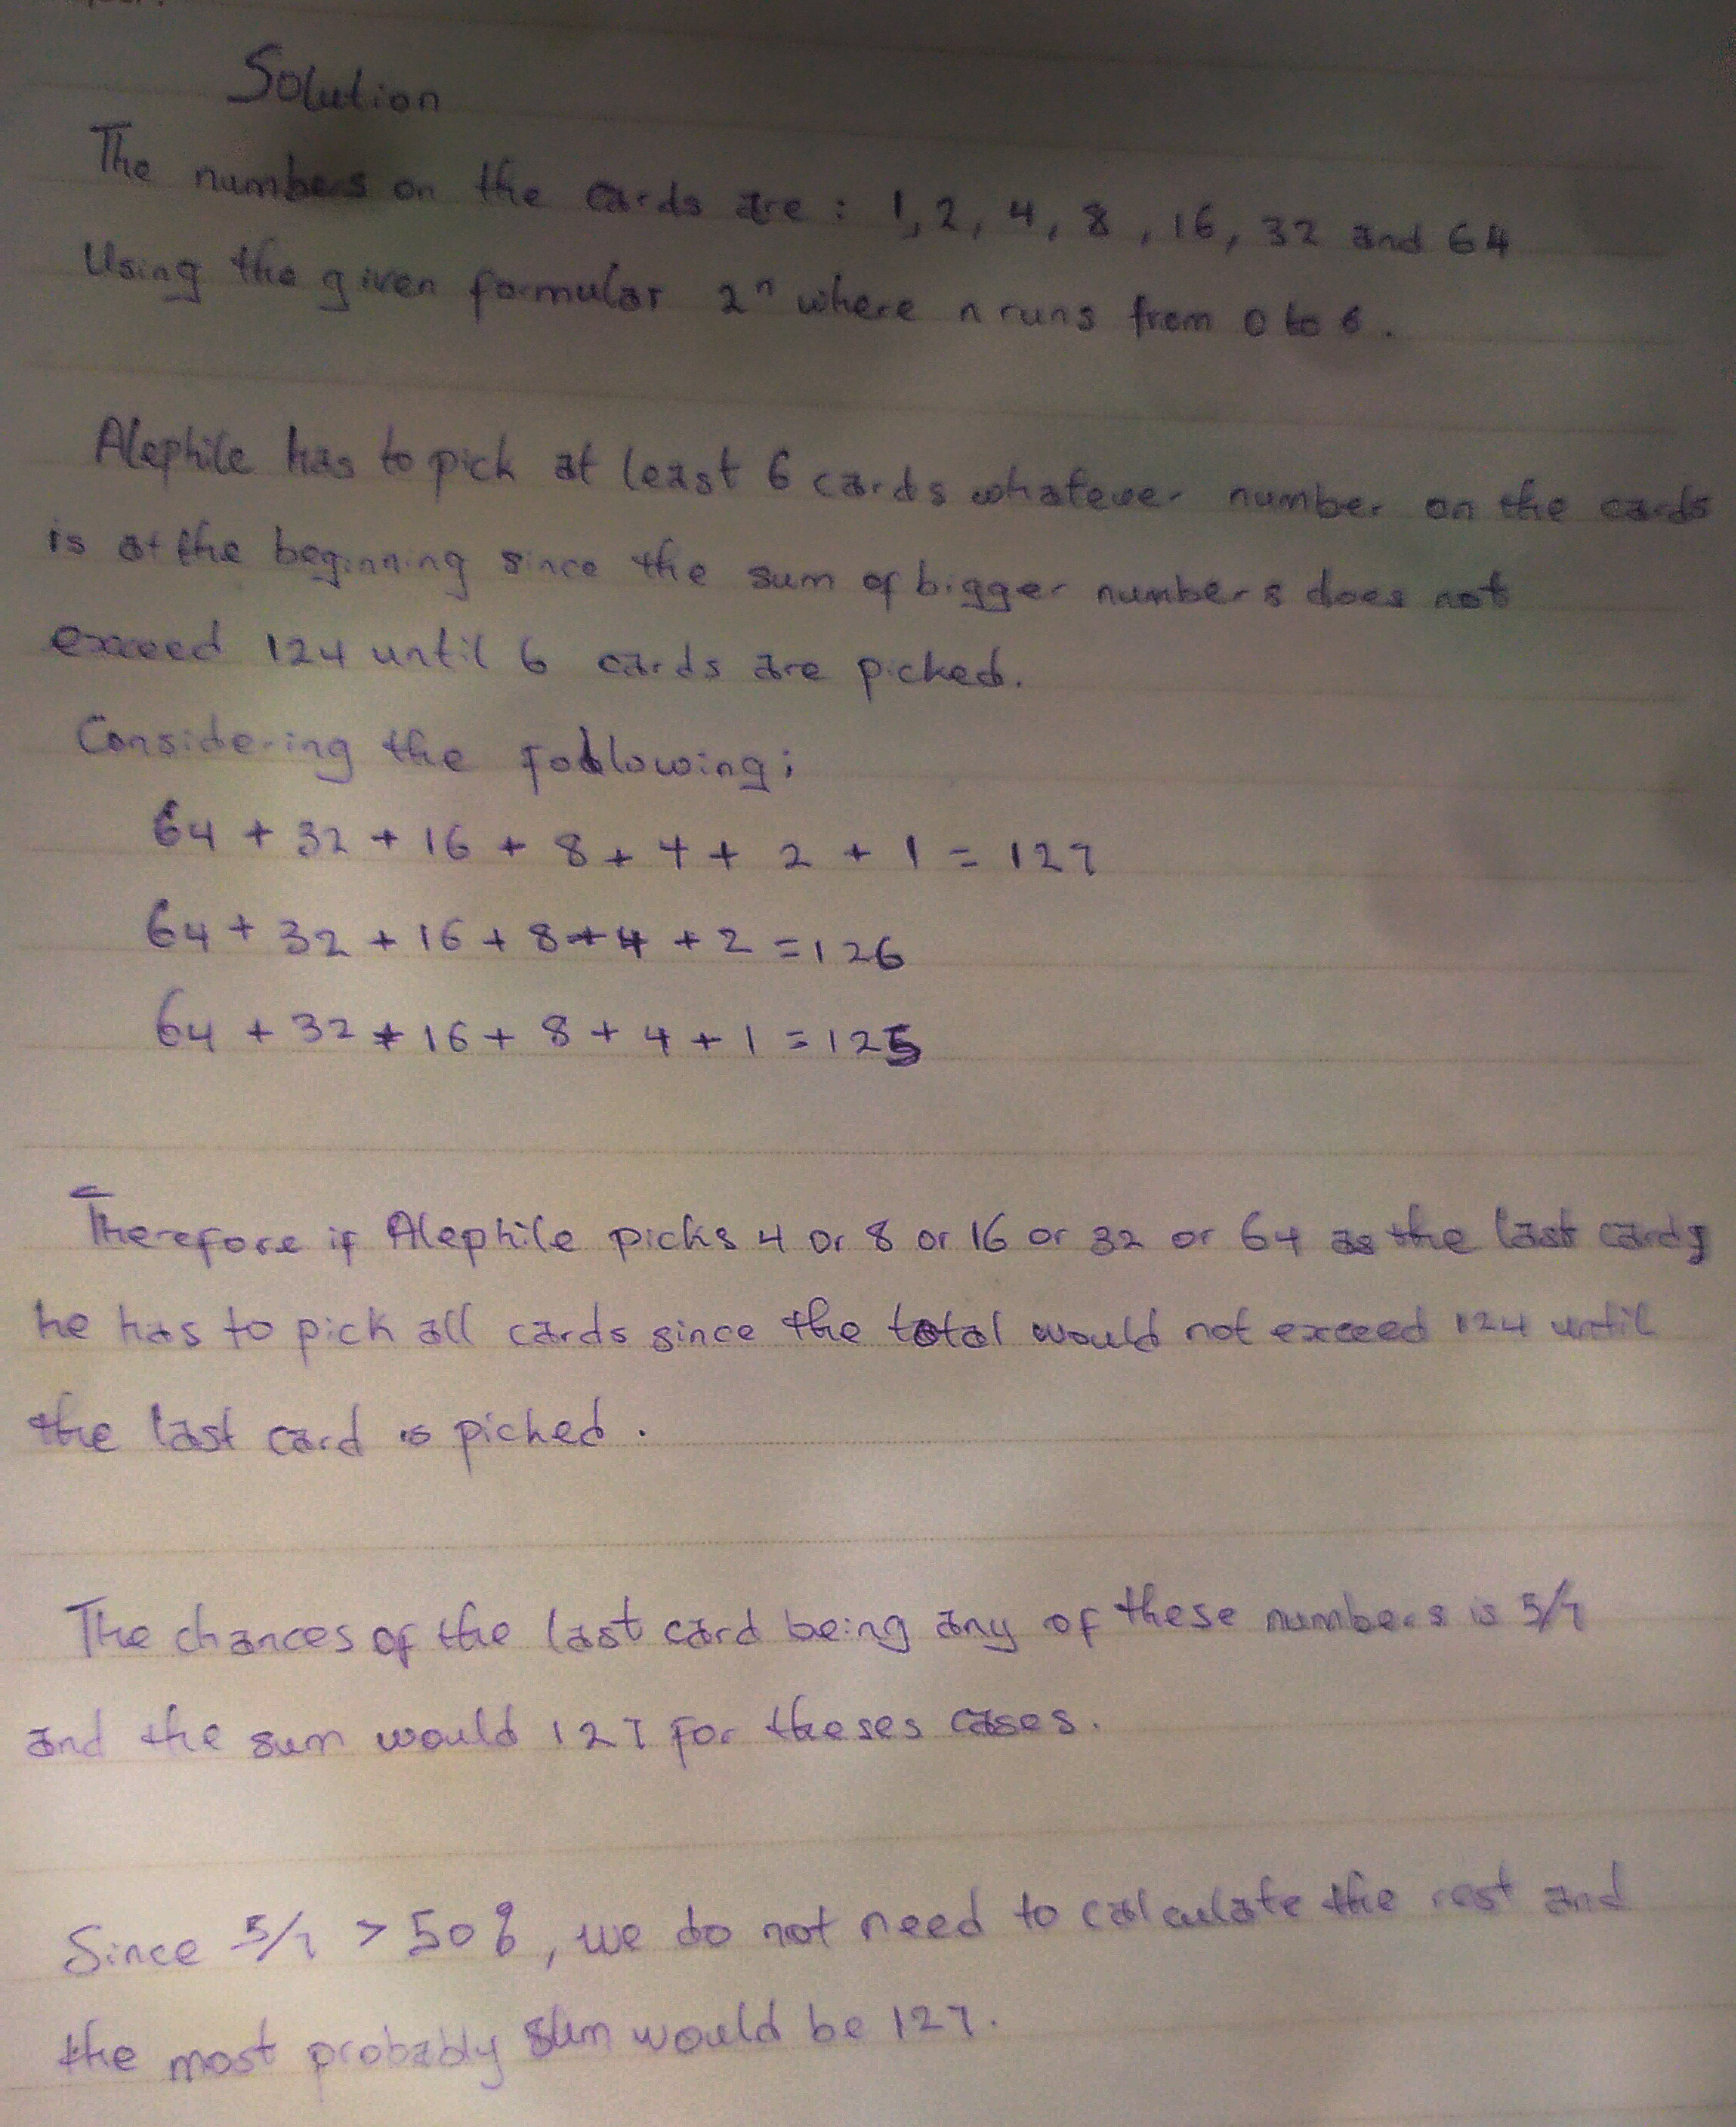 Solution
The numbers on the cards are : 1, 2, 4, 8 , 16, 32 and 64
Using the given formular 2ⁿ where n runs from 0 to 6 .
Alephile has to pick at least 6 cards whatever number on the cards
is at the beginning since the sum of bigger numbers does not
exceed 124 until 6 cards are picked.
Considering the following;
64 + 32 + 16 + 8 + 4 + 2 + 1 = 127
64 + 32 + 16 + 8 + 4 + 2 = 126
64 + 32 + 16 + 8 + 4 + 1 = 125
Therefore if Alephile picks 4 or 8 or 16 or 32 or 64 as the last card,
he has to pick all cards since the total would not exceed 124 until
the last card is picked .
The chances of the last card being any of these numbers is 5/7
and the sum would 127 for theses cases .
Since 5/7 > 50%, we do not need to calculate the rest and
the most probably sum would be 127.